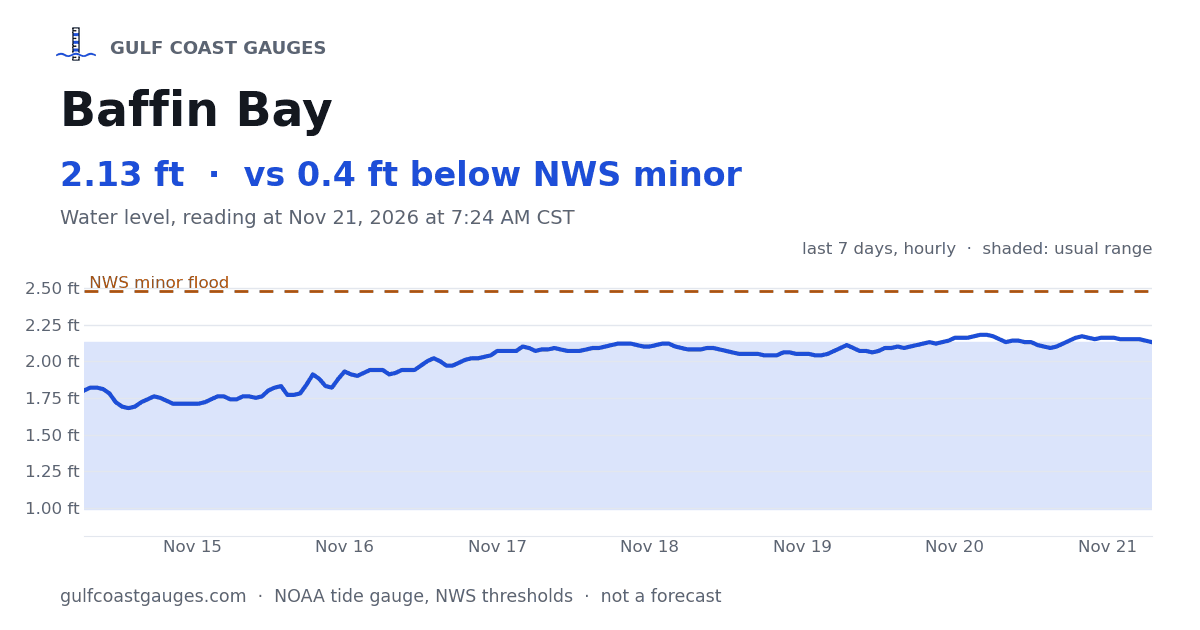 GULF COAST GAUGES
Baffin Bay
2.13 ft · vs 0.4 ft below NWS minor
Water level, reading at Nov 21, 2026 at 7:24 AM CST
last 7 days, hourly · shaded: usual range
NWS minor flood
2.50 ft
2.25 ft
2.00 ft
1.75 ft
1.50 ft
1.25 ft
1.00 ft
Nov 15 Nov 16 Nov 17 Nov 18 Nov 19 Nov 20 Nov 21
gulfcoastgauges.com · NOAA tide gauge, NWS thresholds · not a forecast